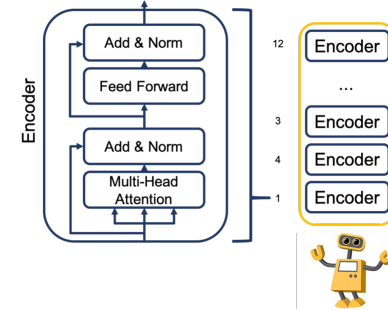 Encoder
Add & Norm
Feed Forward
Add & Norm
Multi-Head
Attention
12
Encoder
...
3
Encoder
4
Encoder
1
Encoder